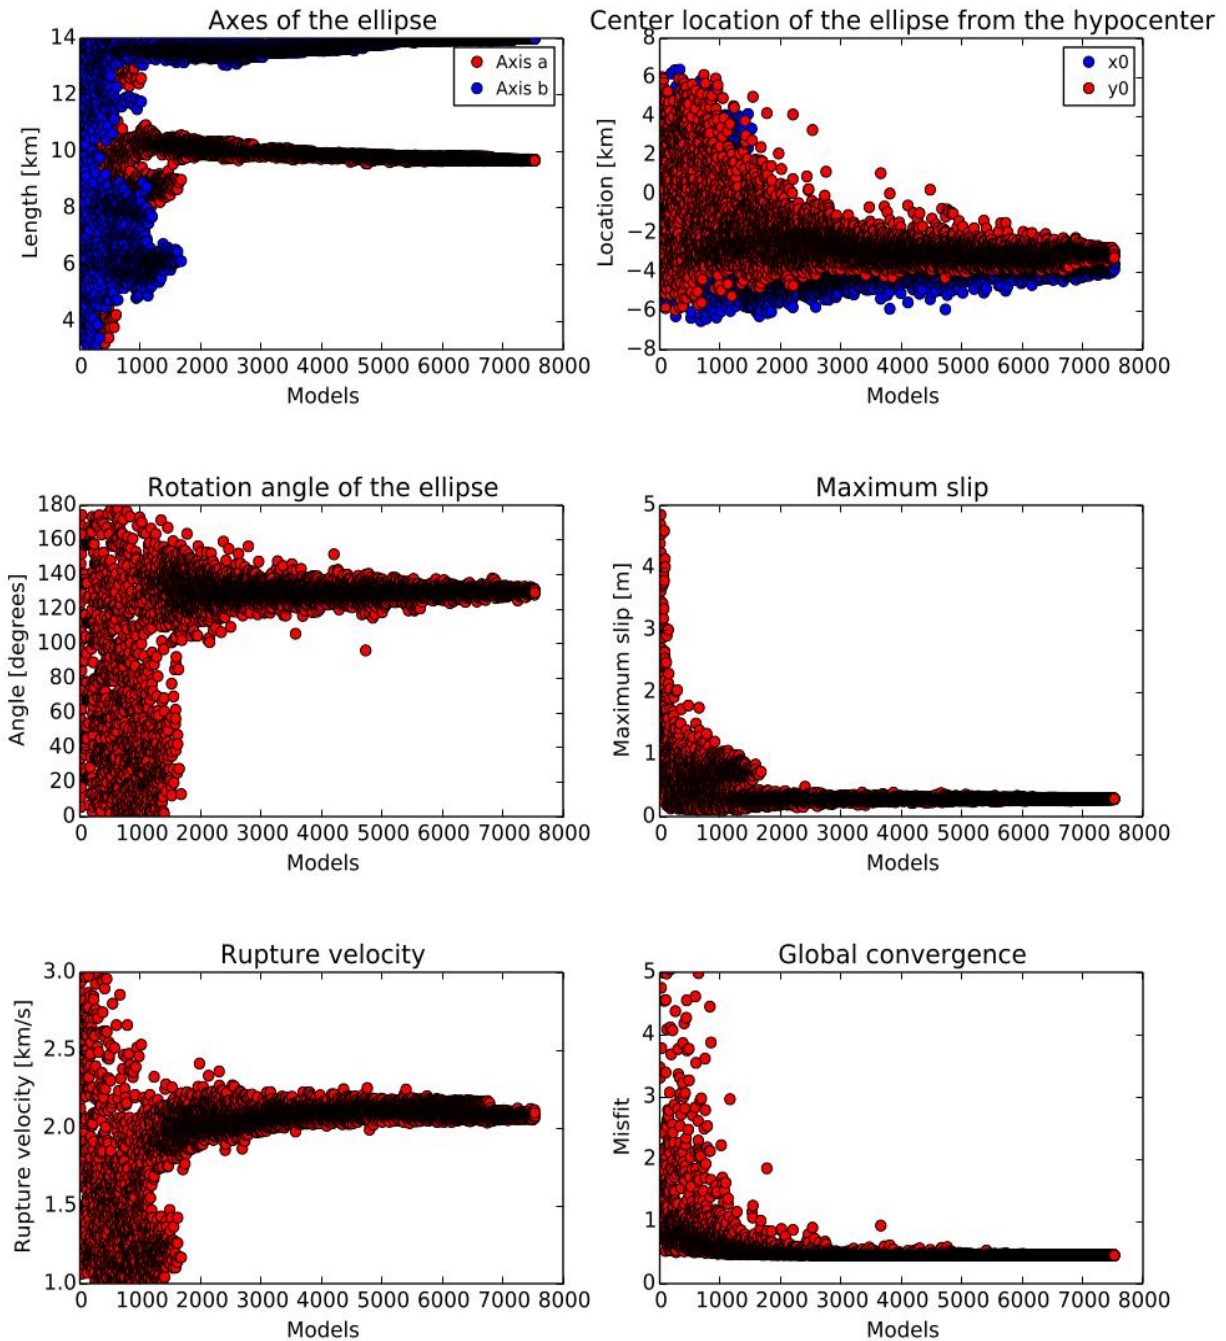 Axes of the ellipse
14
12
10
8
6
4
Length [km]
Axis a
Axis b
0 1000 2000 3000 4000 5000 6000 7000 8000
Models
Center location of the ellipse from the hypocenter
8
6
4
2
0
−2
−4
−6
−8
Location [km]
x0
y0
0 1000 2000 3000 4000 5000 6000 7000 8000
Models
Rotation angle of the ellipse
180
160
140
120
100
80
60
40
20
0
Angle [degrees]
0 1000 2000 3000 4000 5000 6000 7000 8000
Models
Maximum slip
5
4
3
2
1
0
Maximum slip [m]
0 1000 2000 3000 4000 5000 6000 7000 8000
Models
Rupture velocity
3.0
2.5
2.0
1.5
1.0
Rupture velocity [km/s]
0 1000 2000 3000 4000 5000 6000 7000 8000
Models
Global convergence
5
4
3
2
1
0
Misfit
0 1000 2000 3000 4000 5000 6000 7000 8000
Models